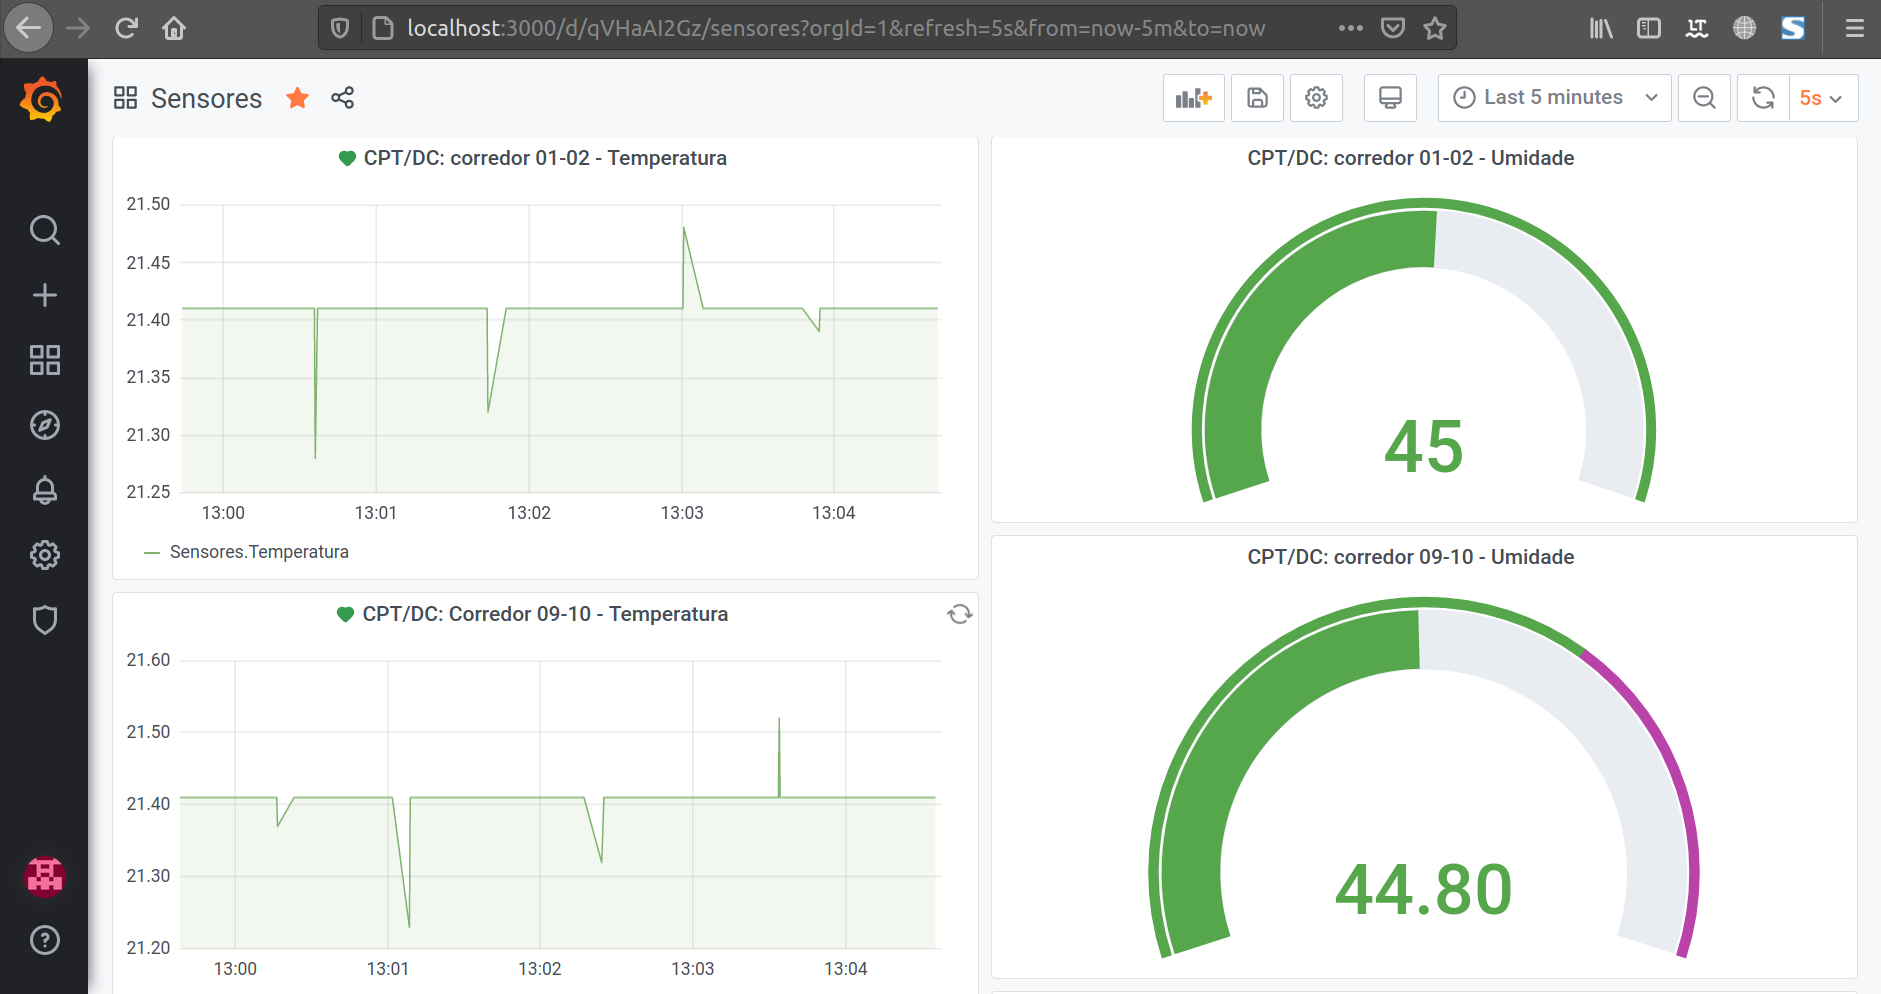 localhost:3000/d/qVHaAI2Gz/sensores?orgId=1&refresh=5s&from=now-5m&to=now
LT
S
Sensores
Last 5 minutes
5s
CPT/DC: corredor 01-02 - Temperatura
21.50
21.45
21.40
21.35
21.30
21.25
13:00 13:01 13:02 13:03 13:04
Sensores.Temperatura
CPT/DC: corredor 01-02 - Umidade
45
CPT/DC: Corredor 09-10 - Temperatura
21.60
21.50
21.40
21.30
21.20
13:00 13:01 13:02 13:03 13:04
CPT/DC: corredor 09-10 - Umidade
44.80